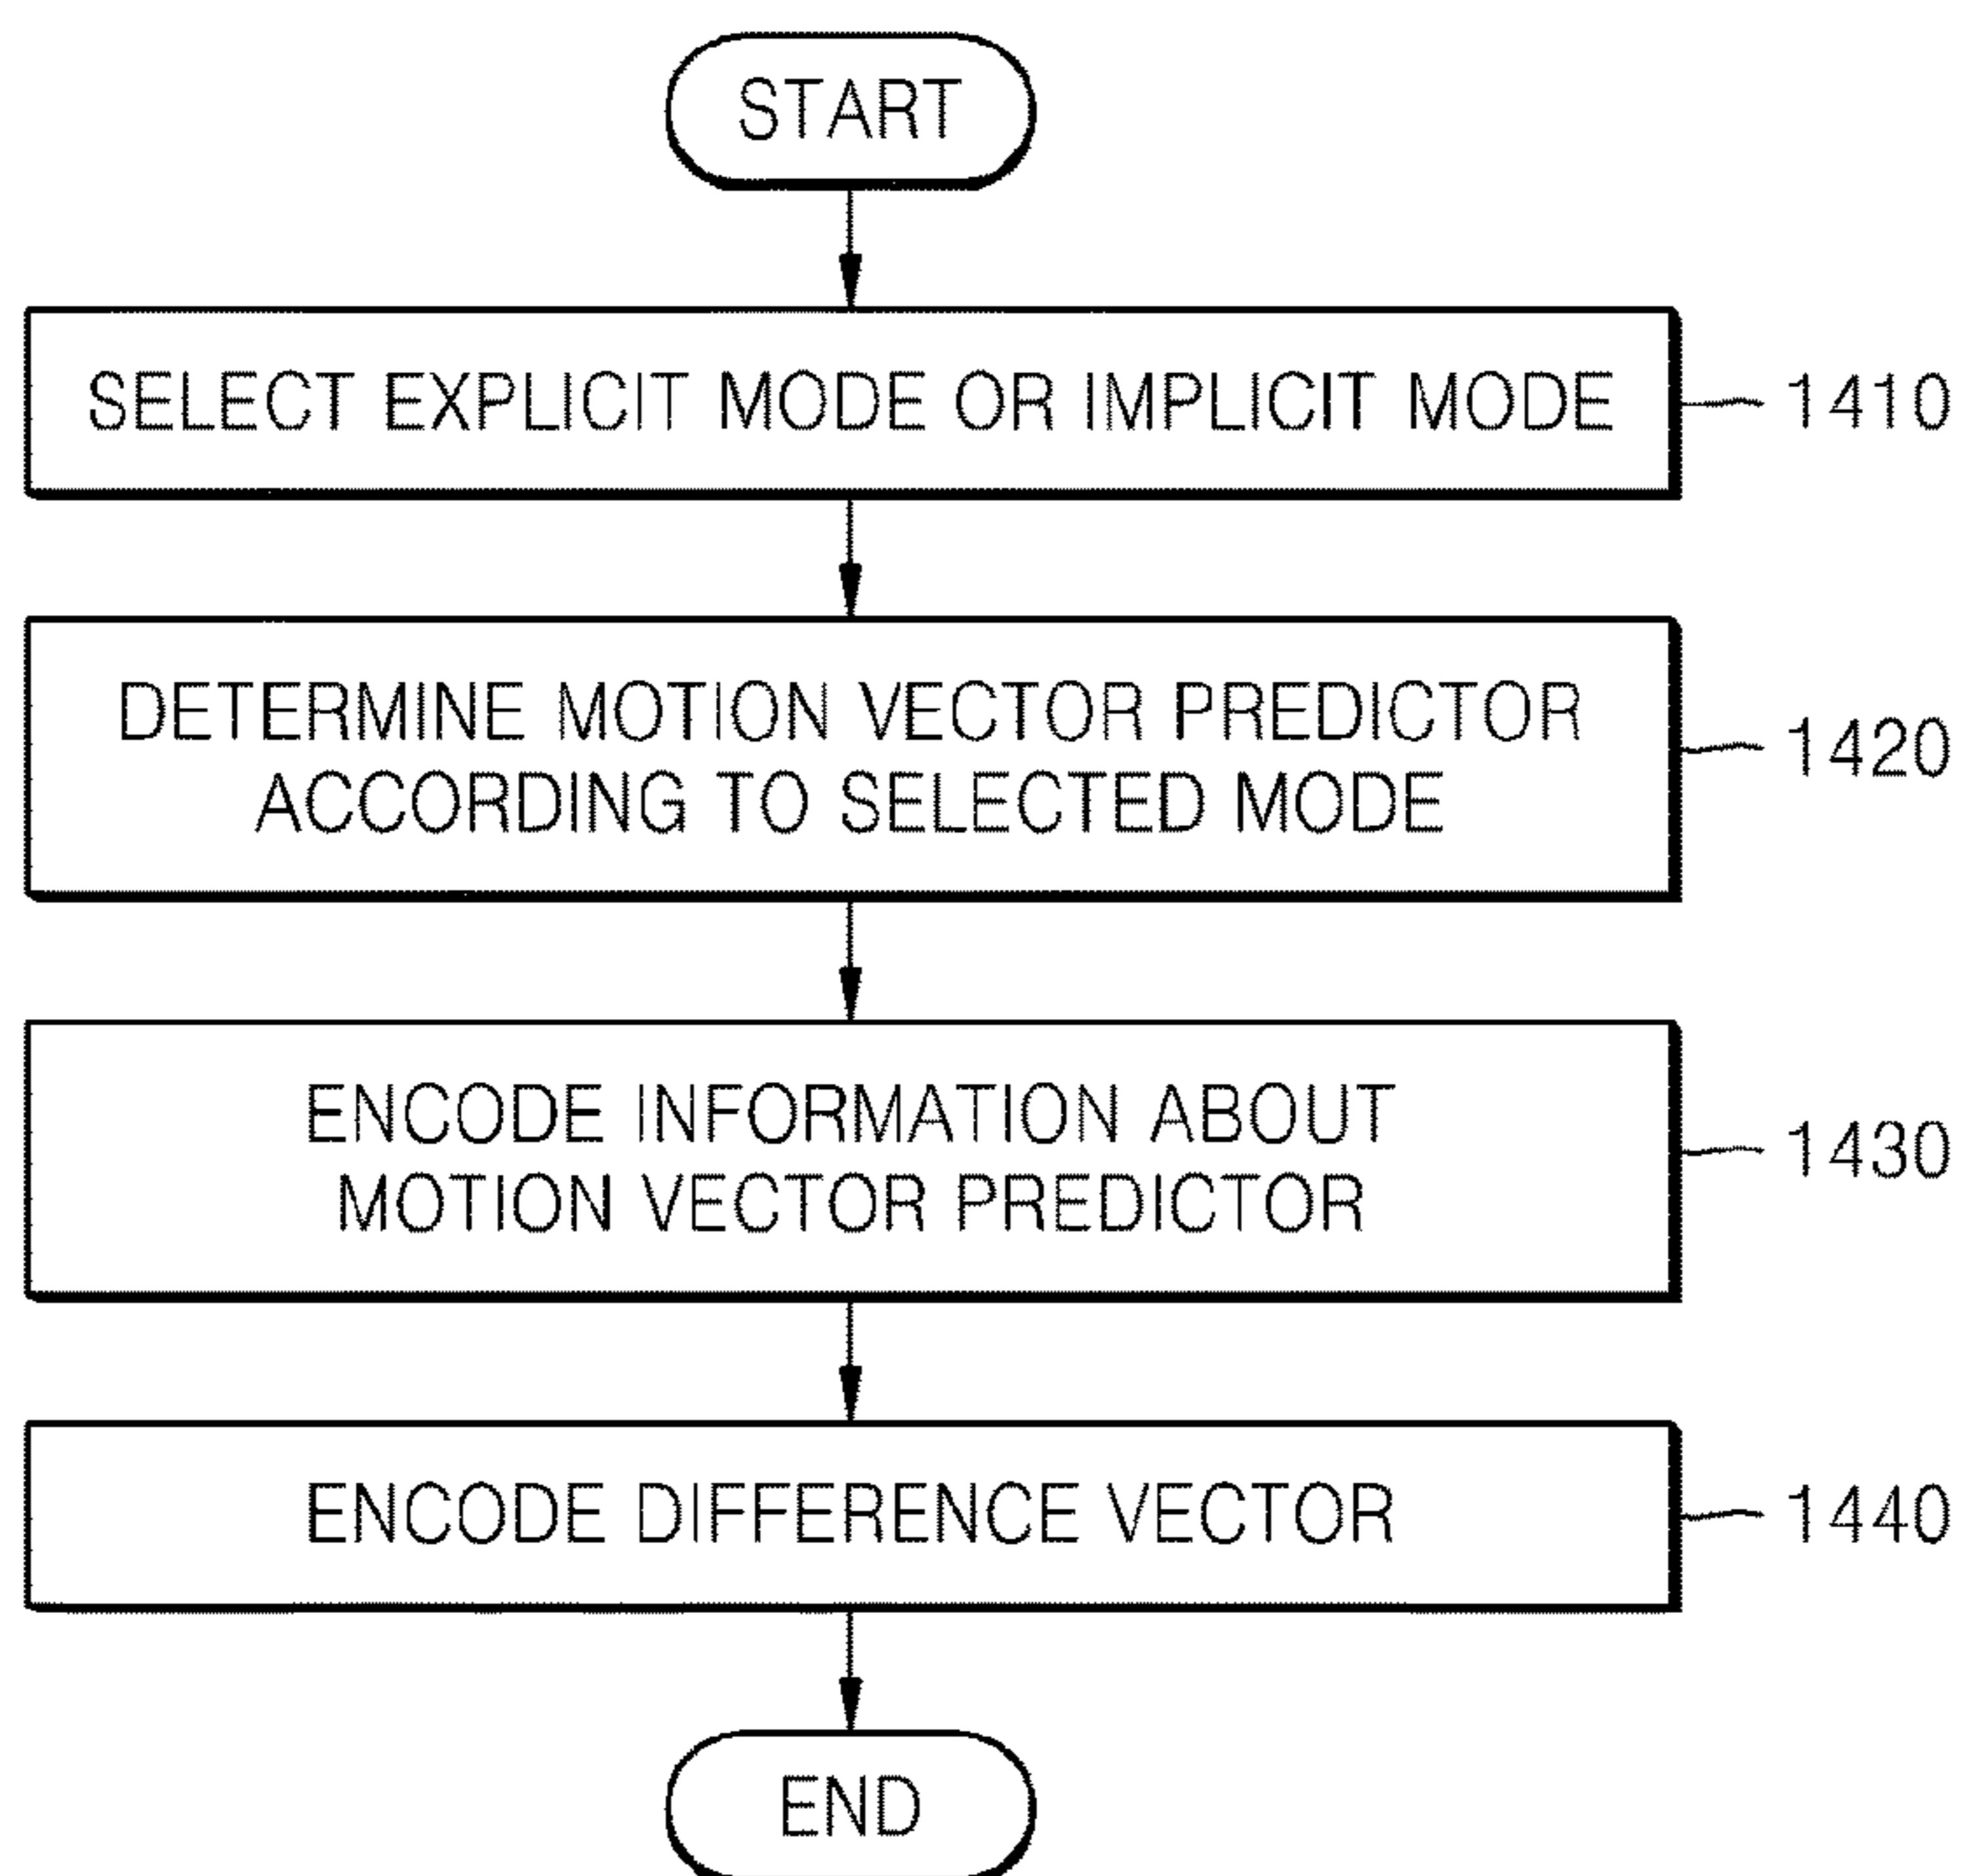 START
SELECT EXPLICIT MODE OR IMPLICIT MODE
1410
DETERMINE MOTION VECTOR PREDICTOR
ACCORDING TO SELECTED MODE
1420
ENCODE INFORMATION ABOUT
MOTION VECTOR PREDICTOR
1430
ENCODE DIFFERENCE VECTOR
1440
END